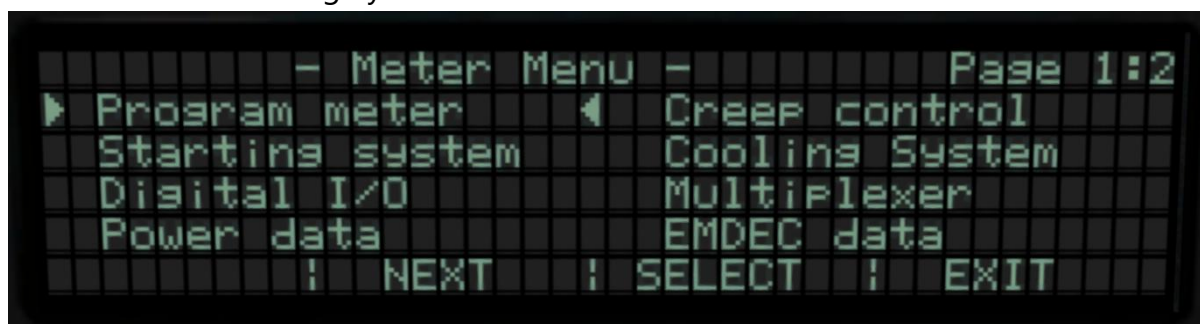 - Meter Menu - Page 1:2
Program meter Creep control
Starting system Cooling System
Digital I/O Multiplexer
Power data EMDEC data
| NEXT | SELECT | EXIT